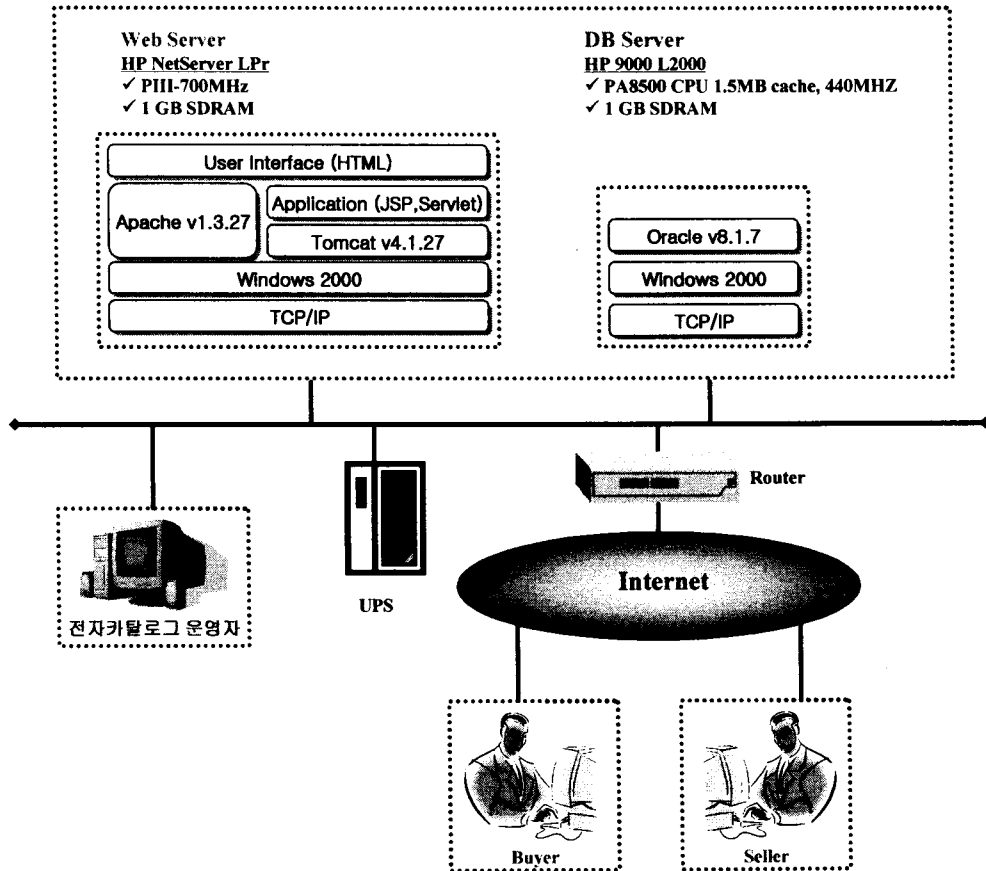 Web Server
HP NetServer LPr
✓ PIII-700MHz
✓ 1 GB SDRAM
User Interface (HTML)
Apache v1.3.27
Application (JSP,Servlet)
Tomcat v4.1.27
Windows 2000
TCP/IP
DB Server
HP 9000 L2000
✓ PA8500 CPU 1.5MB cache, 440MHZ
✓ 1 GB SDRAM
Oracle v8.1.7
Windows 2000
TCP/IP
Router
전자카탈로그 운영자
UPS
Internet
Buyer
Seller